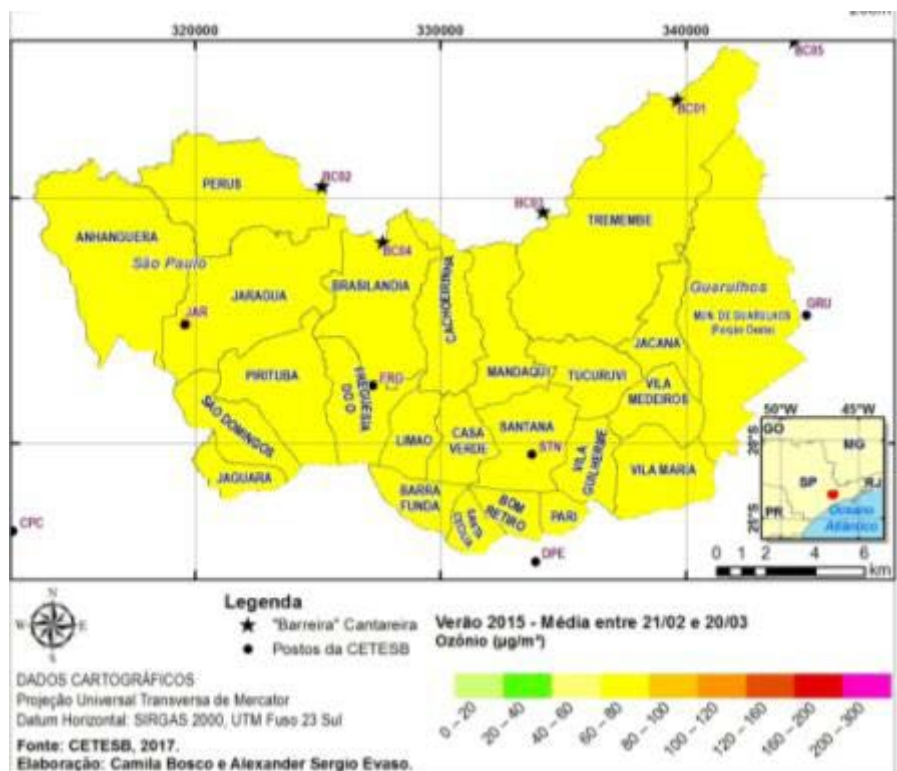 320000 330000 340000
BC05
BC01
BC02
PERUS
BC03
TREMEMBE
ANHANGUERA
São Paulo
BC04
JARAGUA
BRASILANDIA
CACHOEIRINHA
Guarulhos
JAR
MUN. DE GUARULHOS
GRU
JACANA
PIRITUBA
FREGUESIA
DO O
FRG
MANDAQUI
TUCURUVI
VILA
MEDEIROS
SAO DOMINGOS
LIMAO
CASA
VERDE
SANTANA
STN
VILA
GUILHERME
VILA MARIA
JAGUARA
BARRA
FUNDA
SANTA
CECILIA
BOM
RETIRO
PARI
CPC
DPE
50°W 45°W
GO
MG
20°S
SP
RJ
PR
25°S
Oceano
Atlântico
0 1 2 4 6
km
N
W E
S
Legenda
"Barreira" Cantareira
Postos da CETESB
Verão 2015 - Média entre 21/02 e 20/03
Ozônio (µg/m³)
0 – 20
20 – 40
40 – 60
60 – 80
80 – 100
100 – 120
120 – 160
160 – 200
200 – 300
DADOS CARTOGRÁFICOS
Projeção Universal Transversa de Mercator
Datum Horizontal: SIRGAS 2000, UTM Fuso 23 Sul
Fonte: CETESB, 2017.
Elaboração: Camila Bosco e Alexander Sergio Evaso.